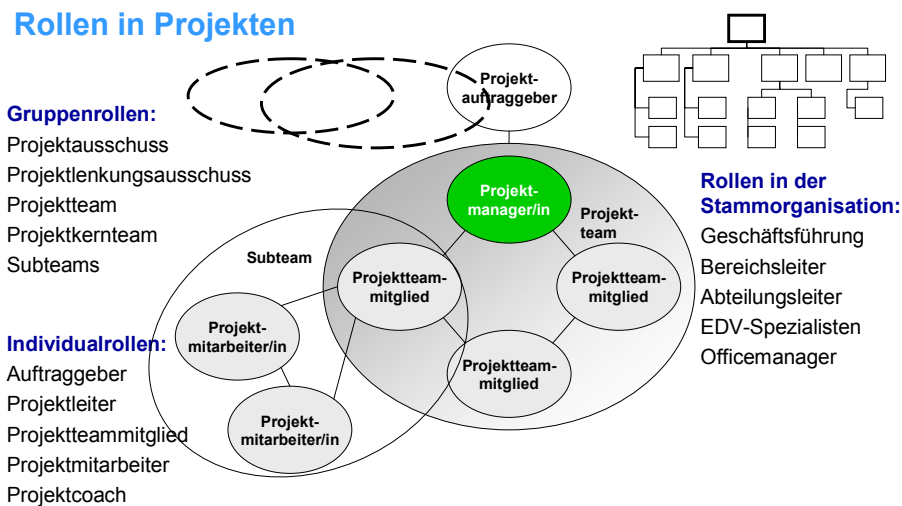 Rollen in Projekten
Projekt-
auftraggeber
Gruppenrollen:
Projektausschuss
Projektlenkungsausschuss
Projektteam
Projektkernteam
Subteams
Projekt-
manager/in
Projekt-
team
Subteam
Projektteam-
mitglied
Projektteam-
mitglied
Projekt-
mitarbeiter/in
Projektteam-
mitglied
Projekt-
mitarbeiter/in
Individualrollen:
Auftraggeber
Projektleiter
Projektteammitglied
Projektmitarbeiter
Projektcoach
Rollen in der
Stammorganisation:
Geschäftsführung
Bereichsleiter
Abteilungsleiter
EDV-Spezialisten
Officemanager